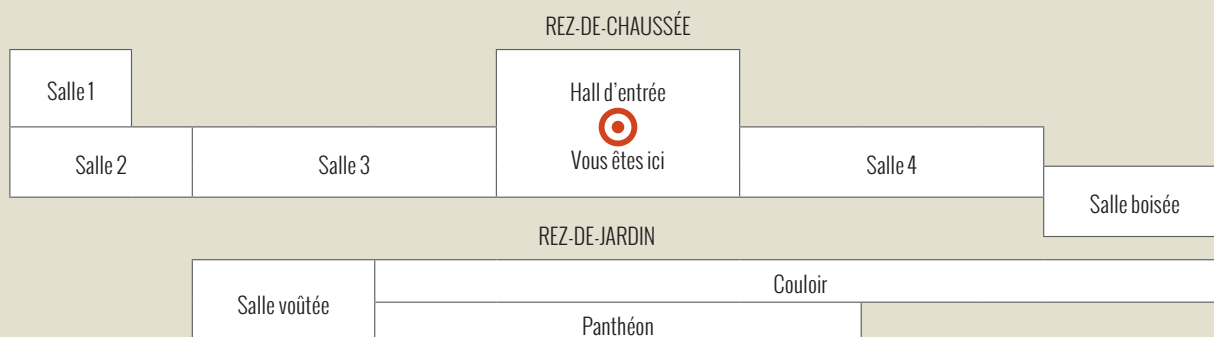 REZ-DE-CHAUSSÉE
Salle 1
Hall d'entrée
Vous êtes ici
Salle 2
Salle 3
Salle 4
Salle boisée
REZ-DE-JARDIN
Couloir
Salle voûtée
Panthéon